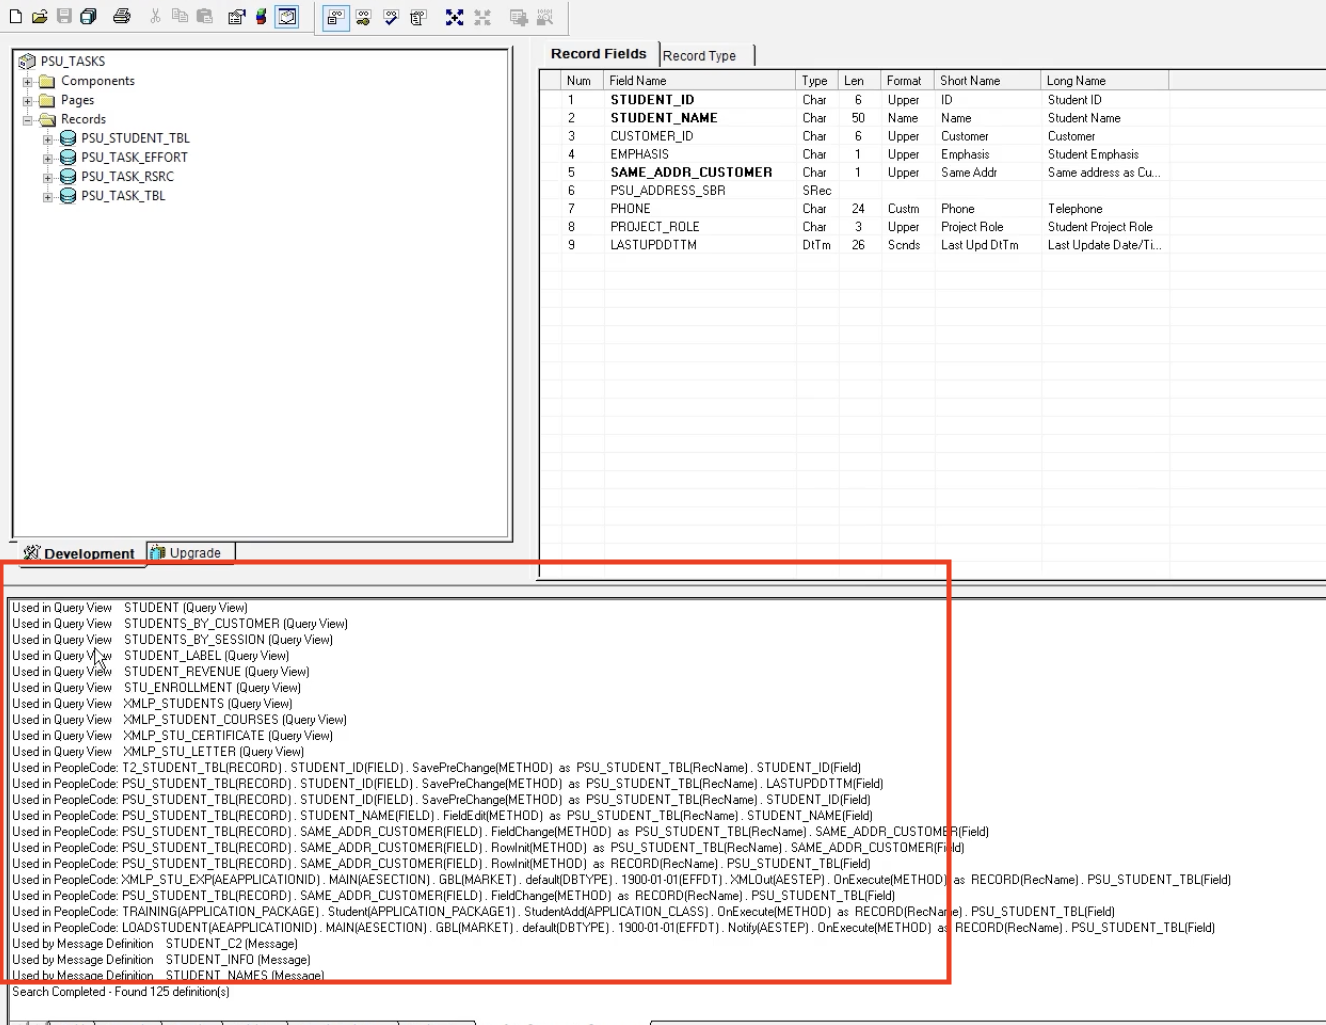 PSU_TASKS
Components
Pages
Records
PSU_STUDENT_TBL
PSU_TASK_EFFORT
PSU_TASK_RSRC
PSU_TASK_TBL
Development Upgrade
Record Fields Record Type
Num Field Name Type Len Format Short Name Long Name
1 STUDENT_ID Char 6 Upper ID Student ID
2 STUDENT_NAME Char 50 Name Name Student Name
3 CUSTOMER_ID Char 6 Upper Customer Customer
4 EMPHASIS Char 1 Upper Emphasis Student Emphasis
5 SAME_ADDR_CUSTOMER Char 1 Upper Same Addr Same address as Cu...
6 PSU_ADDRESS_SBR SRec
7 PHONE Char 24 Custm Phone Telephone
8 PROJECT_ROLE Char 3 Upper Project Role Student Project Role
9 LASTUPDDTTM DtTm 26 Scnds Last Upd DtTm Last Update Date/Ti...
Used in Query View STUDENT (Query View)
Used in Query View STUDENTS_BY_CUSTOMER (Query View)
Used in Query View STUDENTS_BY_SESSION (Query View)
Used in Query View STUDENT_LABEL (Query View)
Used in Query View STUDENT_REVENUE (Query View)
Used in Query View STU_ENROLLMENT (Query View)
Used in Query View XMLP_STUDENTS (Query View)
Used in Query View XMLP_STUDENT_COURSES (Query View)
Used in Query View XMLP_STU_CERTIFICATE (Query View)
Used in Query View XMLP_STU_LETTER (Query View)
Used in PeopleCode: T2_STUDENT_TBL(RECORD) . STUDENT_ID(FIELD) . SavePreChange(METHOD) as PSU_STUDENT_TBL(RecName) . STUDENT_ID(Field)
Used in PeopleCode: PSU_STUDENT_TBL(RECORD) . STUDENT_ID(FIELD) . SavePreChange(METHOD) as PSU_STUDENT_TBL(RecName) . LASTUPDDTTM(Field)
Used in PeopleCode: PSU_STUDENT_TBL(RECORD) . STUDENT_ID(FIELD) . SavePreChange(METHOD) as PSU_STUDENT_TBL(RecName) . STUDENT_ID(Field)
Used in PeopleCode: PSU_STUDENT_TBL(RECORD) . STUDENT_NAME(FIELD) . FieldEdit(METHOD) as PSU_STUDENT_TBL(RecName) . STUDENT_NAME(Field)
Used in PeopleCode: PSU_STUDENT_TBL(RECORD) . SAME_ADDR_CUSTOMER(FIELD) . FieldChange(METHOD) as PSU_STUDENT_TBL(RecName) . SAME_ADDR_CUSTOMER(Field)
Used in PeopleCode: PSU_STUDENT_TBL(RECORD) . SAME_ADDR_CUSTOMER(FIELD) . RowInit(METHOD) as PSU_STUDENT_TBL(RecName) . SAME_ADDR_CUSTOMER(Field)
Used in PeopleCode: PSU_STUDENT_TBL(RECORD) . SAME_ADDR_CUSTOMER(FIELD) . RowInit(METHOD) as RECORD(RecName) . PSU_STUDENT_TBL(Field)
Used in PeopleCode: XMLP_STU_EXP(AEAPPLICATIONID) . MAIN(AESECTION) . GBL(MARKET) . default(DBTYPE) . 1900-01-01(EFFDT) . XMLOut(AESTEP) . OnExecute(METHOD) as RECORD(RecName) . PSU_STUDENT_TBL(Field)
Used in PeopleCode: PSU_STUDENT_TBL(RECORD) . SAME_ADDR_CUSTOMER(FIELD) . FieldChange(METHOD) as RECORD(RecName) . PSU_STUDENT_TBL(Field)
Used in PeopleCode: TRAINING(APPLICATION_PACKAGE) . Student(APPLICATION_PACKAGE1) . StudentAdd(APPLICATION_CLASS) . OnExecute(METHOD) as RECORD(RecName) . PSU_STUDENT_TBL(Field)
Used in PeopleCode: LOADSTUDENT(AEAPPLICATIONID) . MAIN(AESECTION) . GBL(MARKET) . default(DBTYPE) . 1900-01-01(EFFDT) . Notify(AESTEP) . OnExecute(METHOD) as RECORD(RecName) . PSU_STUDENT_TBL(Field)
Used by Message Definition STUDENT_C2 (Message)
Used by Message Definition STUDENT_INFO (Message)
Used by Message Definition STUDENT_NAMES (Message)
Search Completed - Found 125 definition(s)